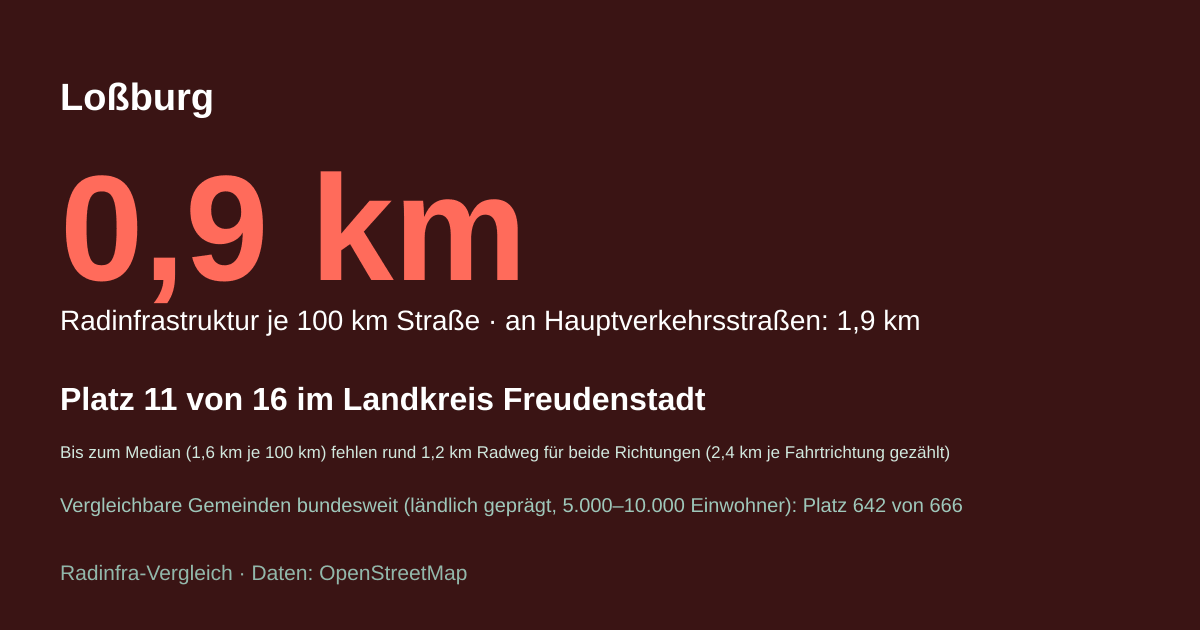 Loßburg
0,9 km
Radinfrastruktur je 100 km Straße · an Hauptverkehrsstraßen: 1,9 km
Platz 11 von 16 im Landkreis Freudenstadt
Bis zum Median (1,6 km je 100 km) fehlen rund 1,2 km Radweg für beide Richtungen (2,4 km je Fahrtrichtung gezählt)
Vergleichbare Gemeinden bundesweit (ländlich geprägt, 5.000–10.000 Einwohner): Platz 642 von 666
Radinfra-Vergleich · Daten: OpenStreetMap